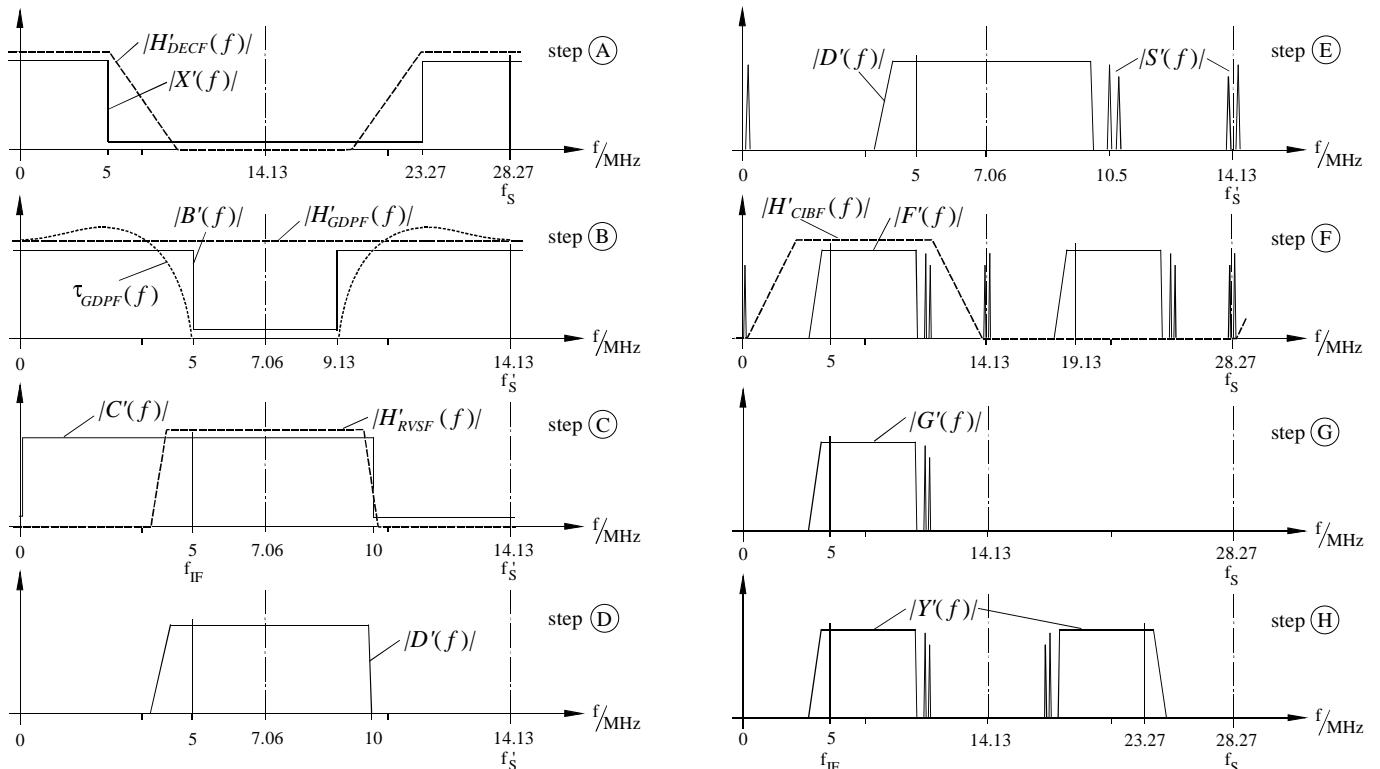 |H'DECF(f)|
step A
|X'(f)|
f/MHz
0 5 14.13 23.27 28.27
fS
|B'(f)| |H'GDPF(f)|
step B
τGDPF(f)
f/MHz
0 5 7.06 9.13 14.13
fS'
|C'(f)| |H'RVSF(f)|
step C
f/MHz
0 5 7.06 10 14.13
fIF fS'
step D
|D'(f)|
f/MHz
0 5 7.06 10 14.13
fS'
|D'(f)| |S'(f)|
step E
f/MHz
0 5 7.06 10.5 14.13
fS'
|H'CIBF(f)| |F'(f)|
step F
f/MHz
0 5 14.13 19.13 28.27
fS
|G'(f)|
step G
f/MHz
0 5 14.13 28.27
fS
|Y'(f)|
step H
f/MHz
0 5 14.13 23.27 28.27
fIF fS